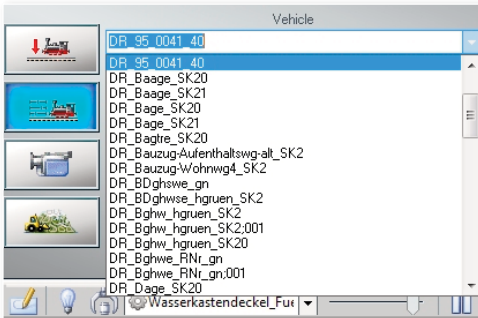 Vehicle
DR_95_0041_40
DR_95_0041_40
DR_Baage_SK20
DR_Baage_SK21
DR_Bage_SK20
DR_Bage_SK21
DR_Bagtre_SK20
DR_Bauzug-Aufenthaltswg-alt_SK2
DR_Bauzug-Wohnwg4_SK2
DR_BDghswe_gn
DR_BDghwse_hgruen_SK2
DR_Bghw_hgruen_SK2
DR_Bghw_hgruen_SK2;001
DR_Bghw_hgruen_SK20
DR_Bghwe_RNr_gn
DR_Bghwe_RNr_gn;001
DR_Dage_SK20
Wasserkastendeckel_Fue